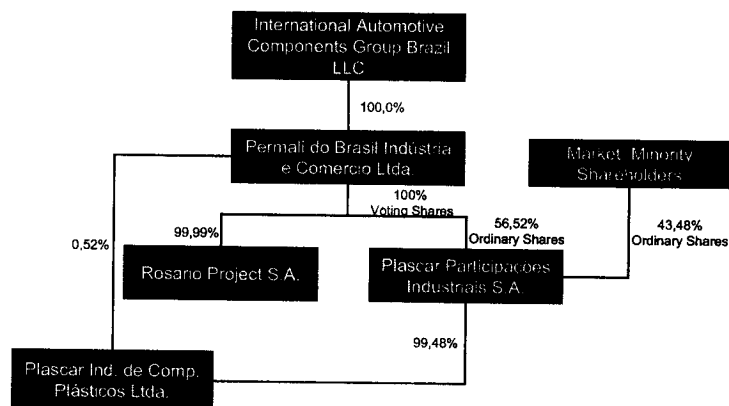 International Automotive
Components Group Brazil
LLC
100,0%
Permali do Brasil Indústria
e Comercio Ltda.
Market Minority
Shareholders
100%
Voting Shares
56,52%
Ordinary Shares
43,48%
Ordinary Shares
0,52%
99,99%
Rosario Project S.A.
Plascar Participacões
Industriais S.A.
99,48%
Plascar Ind. de Comp.
Plásticos Ltda.